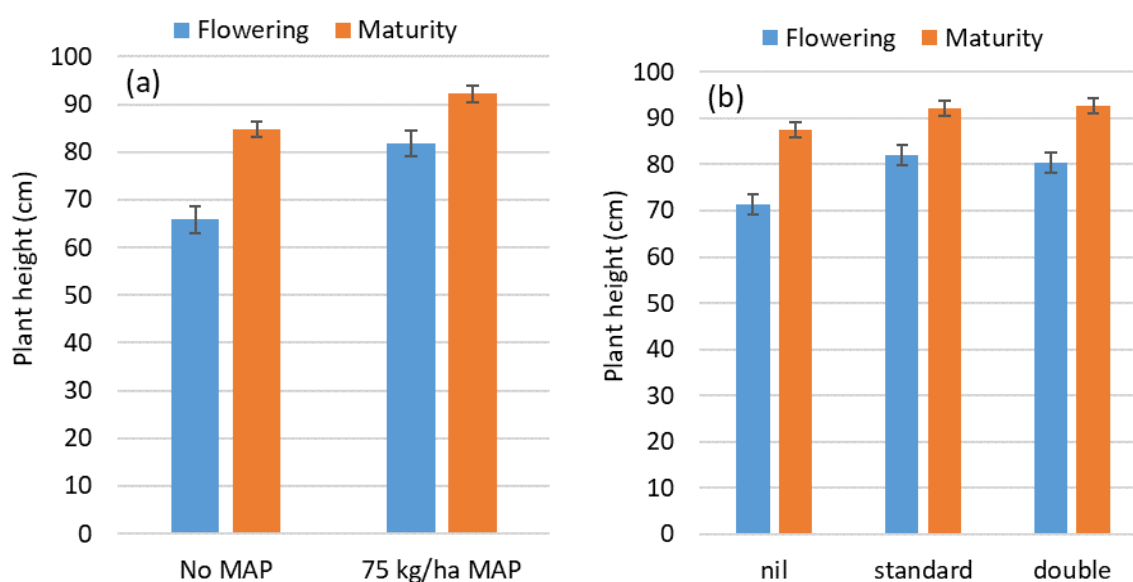 Flowering Maturity
(a)
Plant height (cm)
100
90
80
70
60
50
40
30
20
10
0
No MAP 75 kg/ha MAP
Flowering Maturity
(b)
Plant height (cm)
100
90
80
70
60
50
40
30
20
10
0
nil standard double